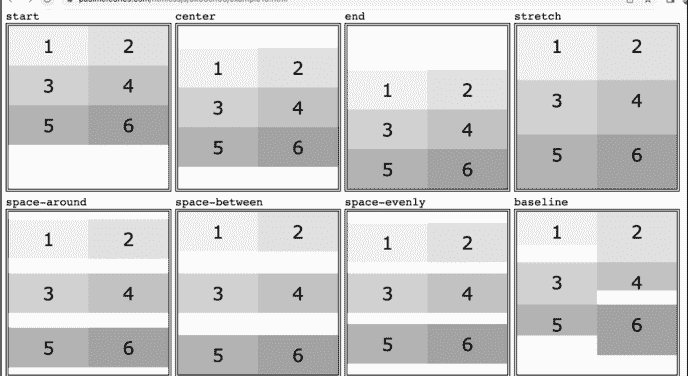 start center end stretch
1 2 1 2 1 2 1 2
3 4 3 4 3 4 3 4
5 6 5 6 5 6 5 6
space-around space-between space-evenly baseline
1 2 1 2 1 2 1 2
3 4 3 4 3 4 3 4
5 6 5 6 5 6 5 6